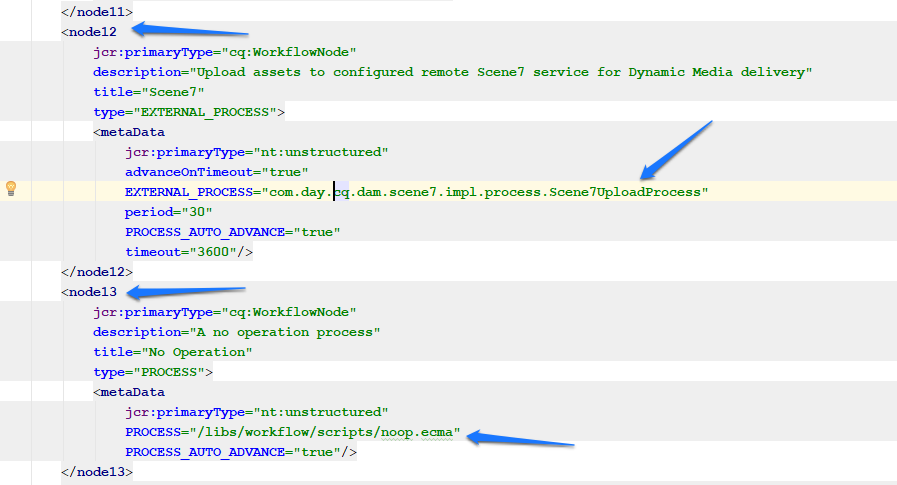 </node11>
<node12
jcr:primaryType="cq:WorkflowNode"
description="Upload assets to configured remote Scene7 service for Dynamic Media delivery"
title="Scene7"
type="EXTERNAL_PROCESS">
<metaData
jcr:primaryType="nt:unstructured"
advanceOnTimeout="true"
EXTERNAL_PROCESS="com.day.cq.dam.scene7.impl.process.Scene7UploadProcess"
period="30"
PROCESS_AUTO_ADVANCE="true"
timeout="3600"/>
</node12>
<node13
jcr:primaryType="cq:WorkflowNode"
description="A no operation process"
title="No Operation"
type="PROCESS">
<metaData
jcr:primaryType="nt:unstructured"
PROCESS="/libs/workflow/scripts/noop.ecma"
PROCESS_AUTO_ADVANCE="true"/>
</node13>